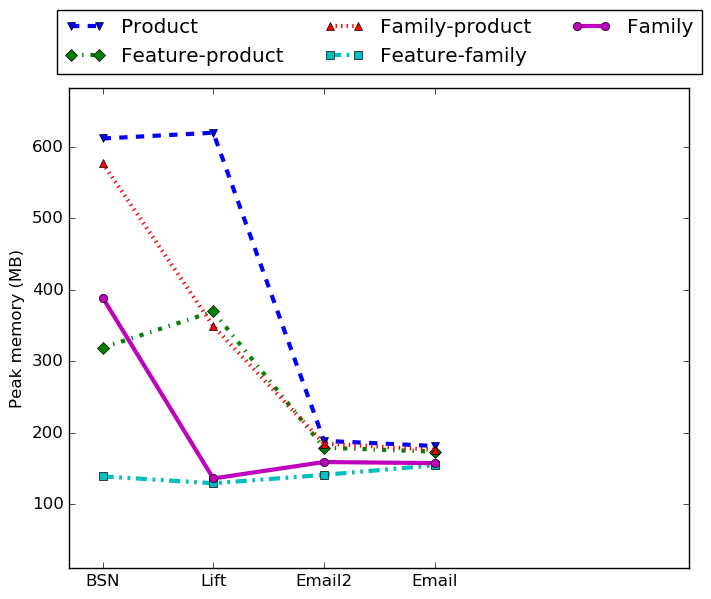 Product Family-product Family
Feature-product Feature-family
Peak memory (MB)
600
500
400
300
200
100
BSN Lift Email2 Email